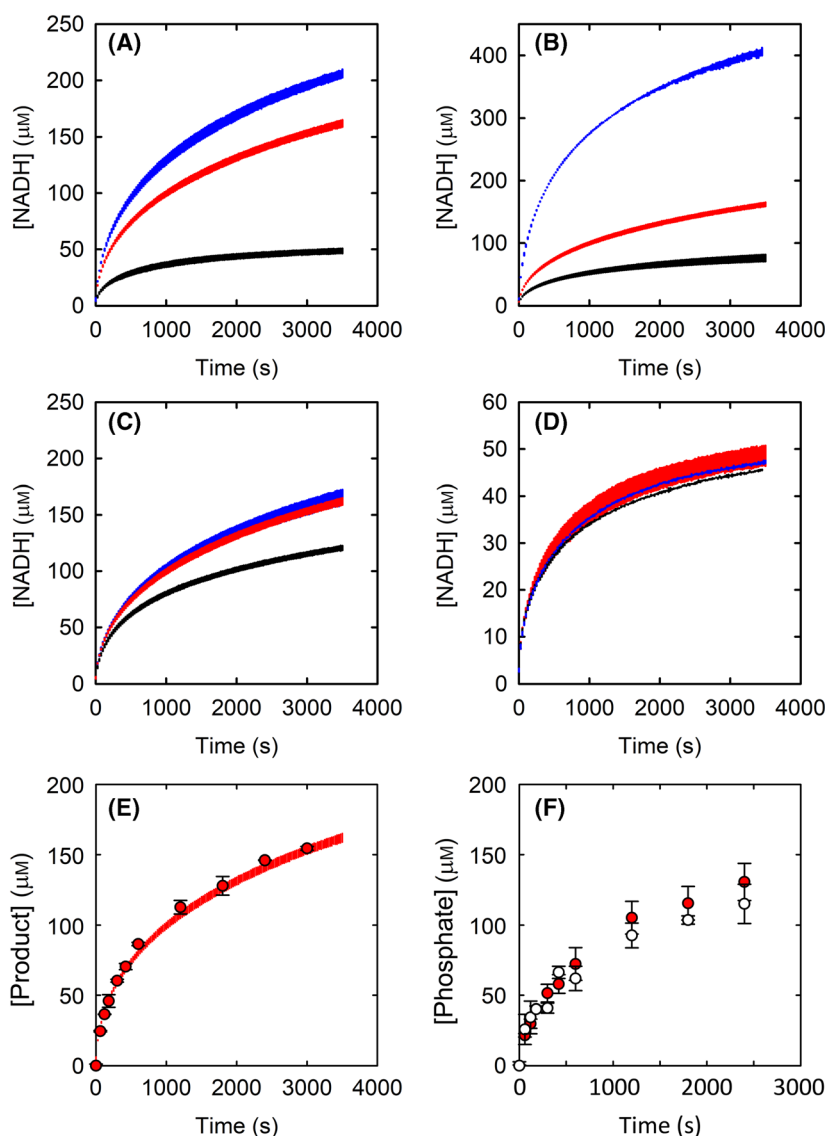 (A)
[NADH] (μM)
250
200
150
100
50
0
0 1000 2000 3000 4000
Time (s)
(B)
[NADH] (μM)
400
300
200
100
0
0 1000 2000 3000 4000
Time (s)
(C)
[NADH] (μM)
250
200
150
100
50
0
0 1000 2000 3000 4000
Time (s)
(D)
[NADH] (μM)
60
50
40
30
20
10
0
0 1000 2000 3000 4000
Time (s)
(E)
[Product] (μM)
200
150
100
50
0
0 1000 2000 3000 4000
Time (s)
(F)
[Phosphate] (μM)
200
150
100
50
0
0 1000 2000 3000
Time (s)